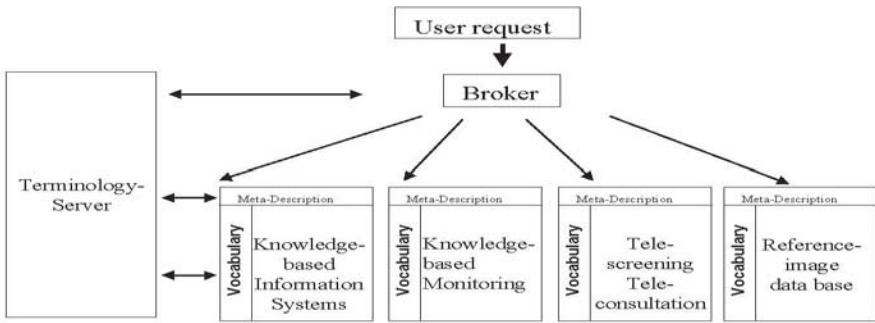 User request
Broker
Terminology-
Server
Meta-Description
Vocabulary
Knowledge-
based
Information
Systems
Meta-Description
Vocabulary
Knowledge-
based
Monitoring
Meta-Description
Vocabulary
Tele-
screening
Tele-
consultation
Meta-Description
Vocabulary
Reference-
image
data base